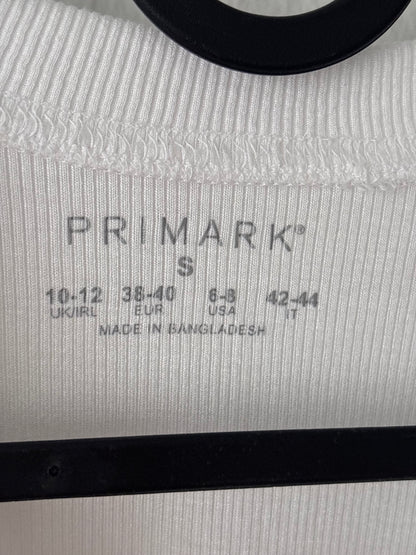 PRIMARK®
S
10-12 38-40 6-8 42-44
UK/IRL EUR USA IT
MADE IN BANGLADESH